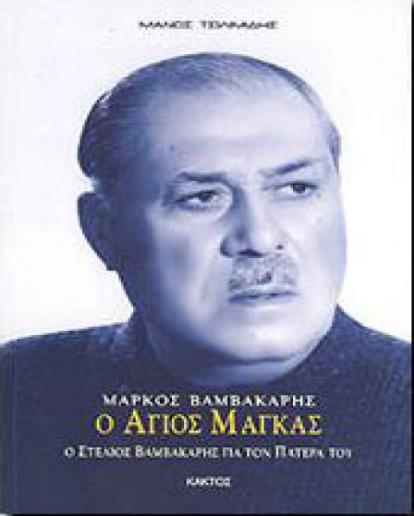 ΜΑΝΟΣ ΤΣΙΛΙΜΙΔΗΣ
ΜΑΡΚΟΣ ΒΑΜΒΑΚΑΡΗΣ
Ο ΑΓΙΟΣ ΜΑΓΚΑΣ
Ο ΣΤΕΛΙΟΣ ΒΑΜΒΑΚΑΡΗΣ ΓΙΑ ΤΟΝ ΠΑΤΕΡΑ ΤΟΥ
ΚΑΚΤΟΣ